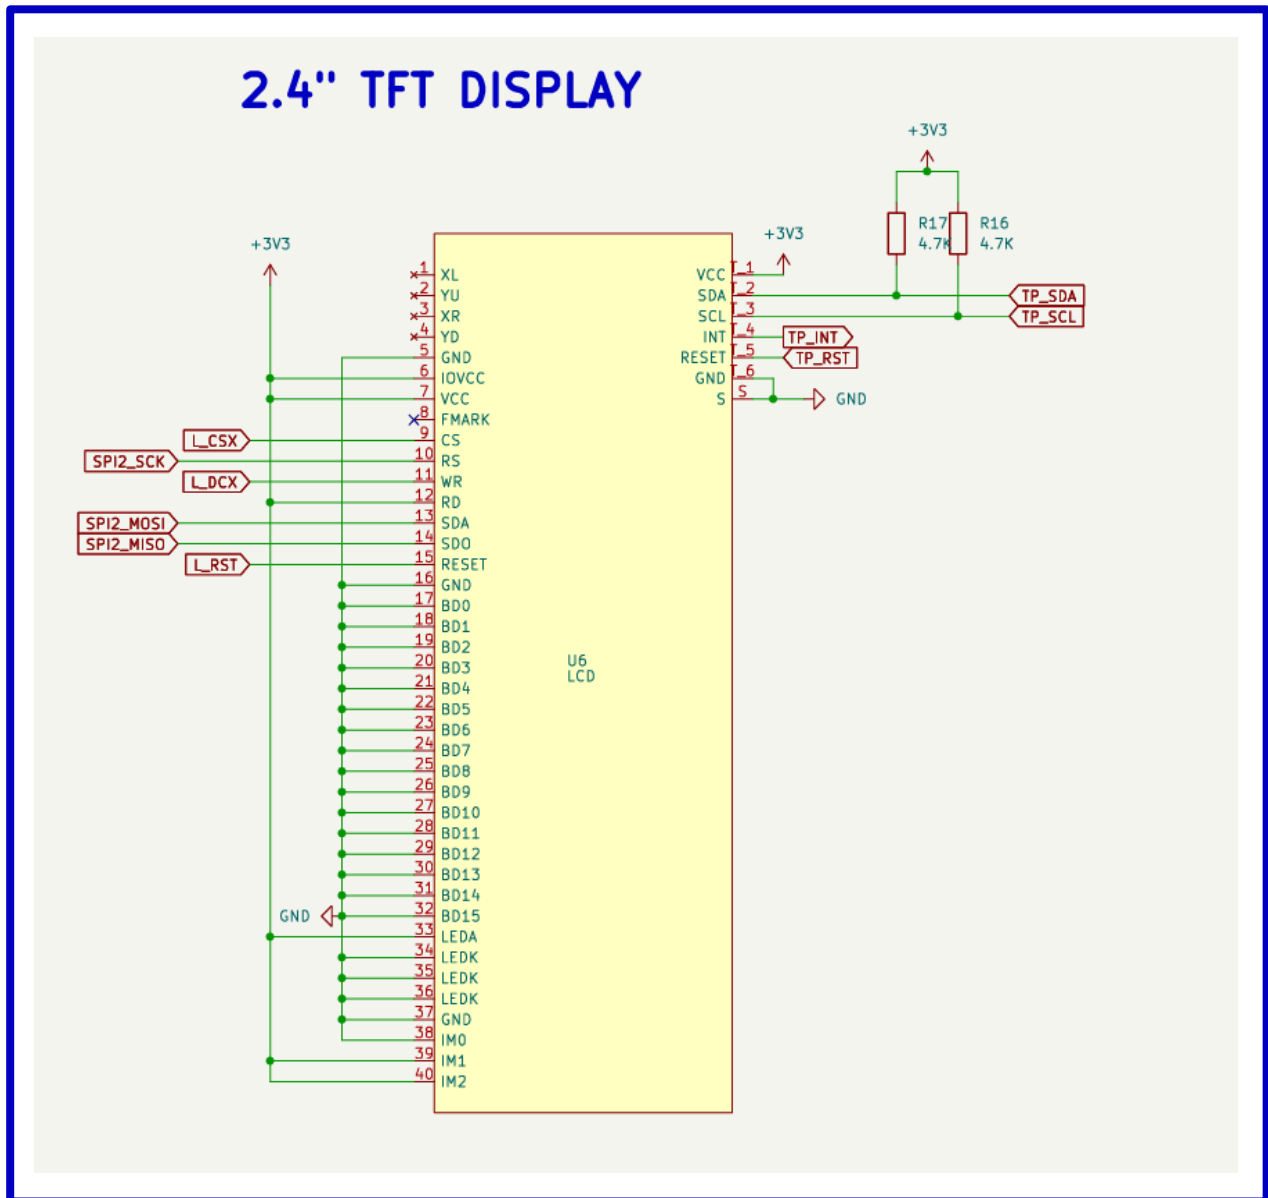 2.4" TFT DISPLAY
+3V3
R17
4.7K
R16
4.7K
+3V3
+3V3
1 XL
2 YU
3 XR
4 YD
5 GND
6 IOVCC
7 VCC
8 FMARK
L_CSX 9 CS
SPI2_SCK 10 RS
L_DCX 11 WR
12 RD
SPI2_MOSI 13 SDA
SPI2_MISO 14 SDO
L_RST 15 RESET
16 GND
17 BD0
18 BD1
19 BD2
20 BD3
21 BD4
22 BD5
23 BD6
24 BD7
25 BD8
26 BD9
27 BD10
28 BD11
29 BD12
30 BD13
31 BD14
GND 32 BD15
33 LEDA
34 LEDK
35 LEDK
36 LEDK
37 GND
38 IM0
39 IM1
40 IM2
U6
LCD
VCC T_1
SDA T_2 TP_SDA
SCL T_3 TP_SCL
INT T_4 TP_INT
RESET T_5 TP_RST
GND T_6
S S GND